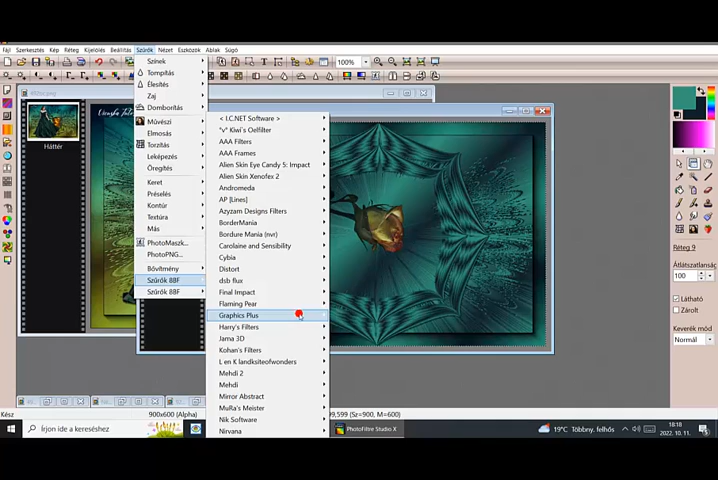 Fájl Szerkesztés Kép Réteg Kijelölés Beállítás Szűrők Nézet Eszközök Ablak Súgó
100%
Színek
Tompítás
Élesítés
Zaj
Domborítás
Művészi
Elmosás
Torzítás
Leképezés
Öregítés
Keret
Préselés
Kontúr
Textúra
Más
PhotoMaszk...
PhotoPNG...
Bővítmény
Szűrők 8BF
Szűrők 8BF
< I.C.NET Software >
°v° Kiwi`s Oelfilter
AAA Filters
AAA Frames
Alien Skin Eye Candy 5: Impact
Alien Skin Xenofex 2
Andromeda
AP [Lines]
Azyzam Designs Filters
BorderMania
Bordure Mania (nvr)
Carolaine and Sensibility
Cybia
Distort
dsb flux
Final Impact
Flaming Pear
Graphics Plus
Harry's Filters
Jama 3D
Kohan's Filters
L en K landksiteofwonders
Mehdi 2
Mehdi
Mirror Abstract
MuRa's Meister
Nik Software
Nirvana
Háttér
Réteg 9
Átlátszatlanság:
100
Látható
Zárolt
Keverék mód
Normál
Kész
900x600 (Alpha)
599 (Sz=900, M=600)
Írjon ide a kereséshez
PhotoFiltre Studio X
19°C Többny. felhős
18:18
2022. 10. 11.